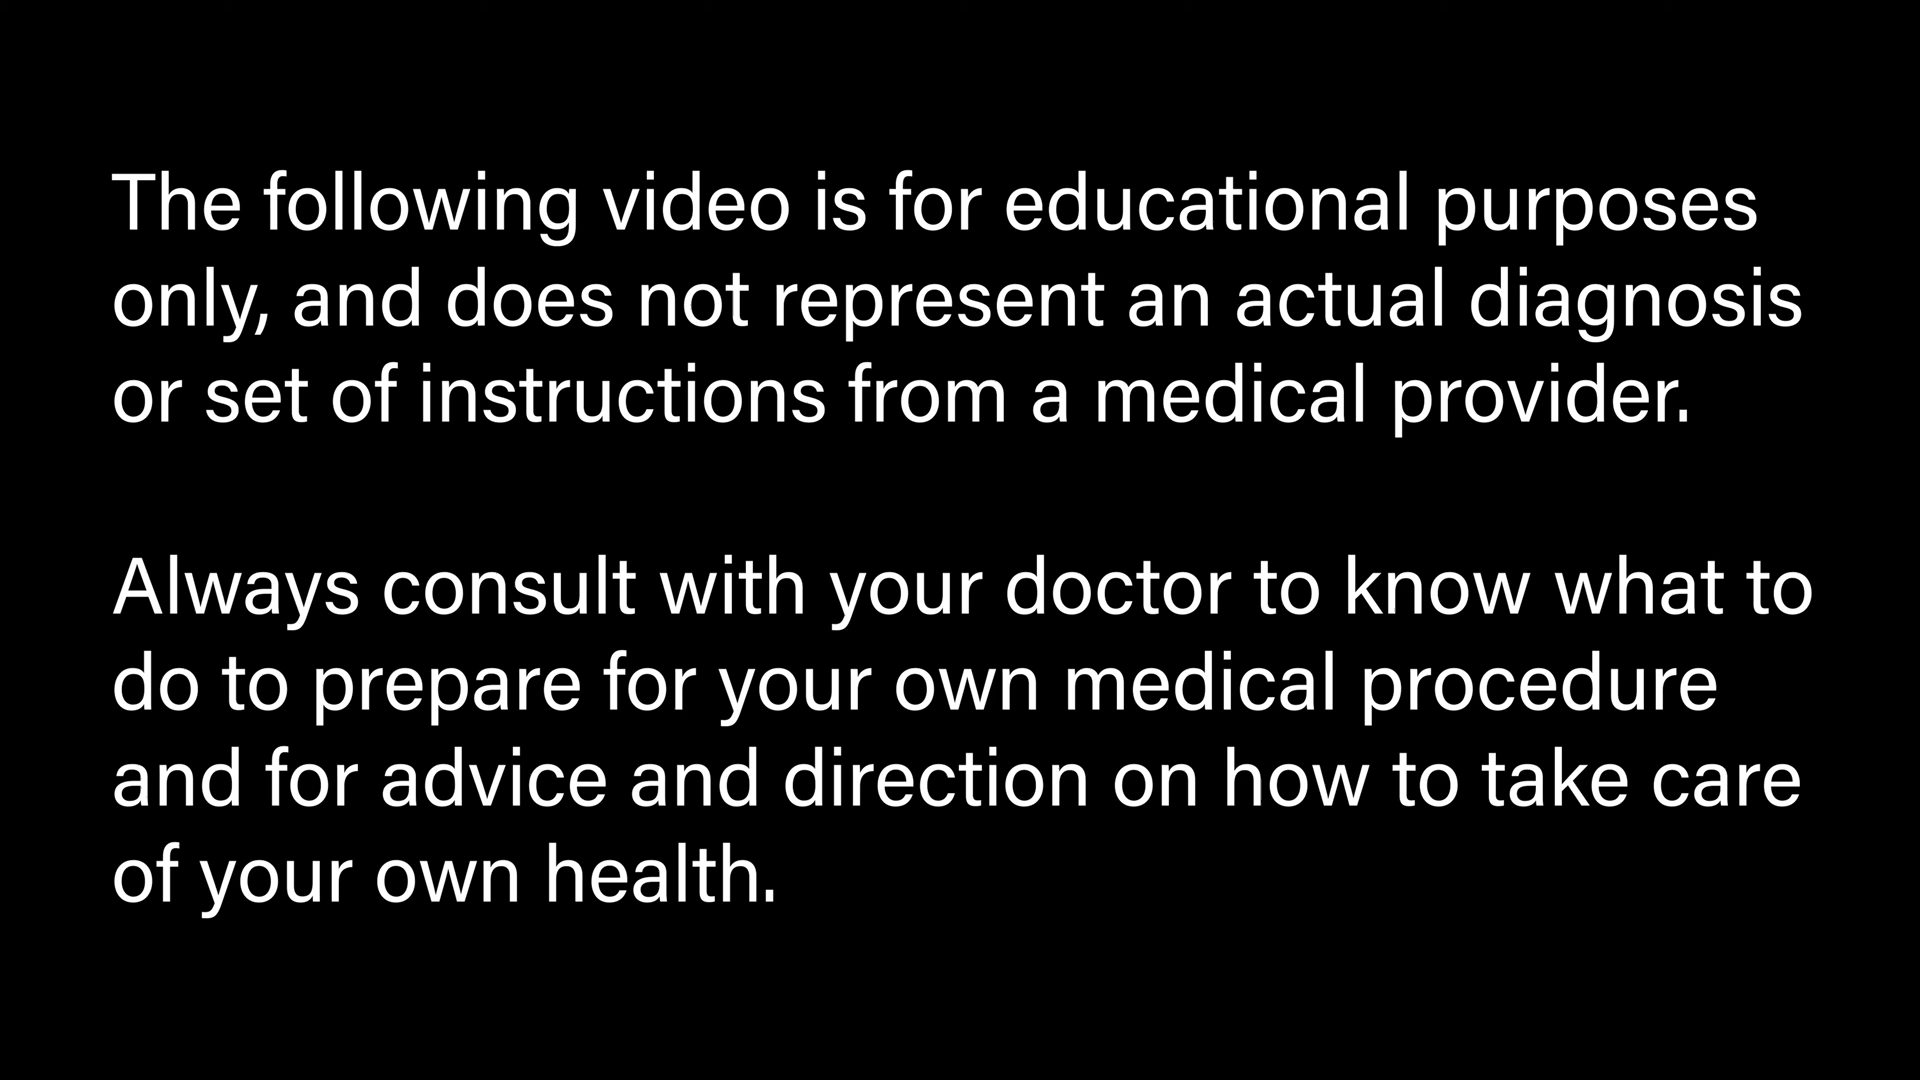 The following video is for educational purposes
only, and does not represent an actual diagnosis
or set of instructions from a medical provider.
Always consult with your doctor to know what to
do to prepare for your own medical procedure
and for advice and direction on how to take care
of your own health.